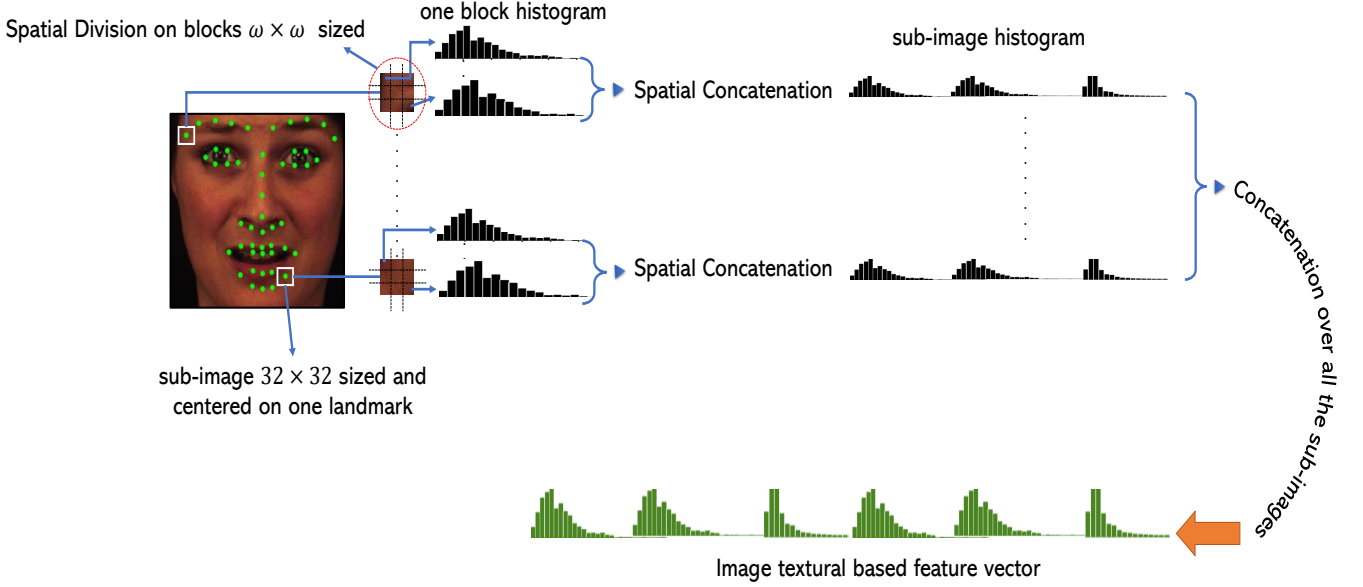 one block histogram
Spatial Division on blocks ω × ω sized
sub-image histogram
Spatial Concatenation
Spatial Concatenation
Concatenation over all the sub-images
sub-image 32 × 32 sized and
centered on one landmark
Image textural based feature vector